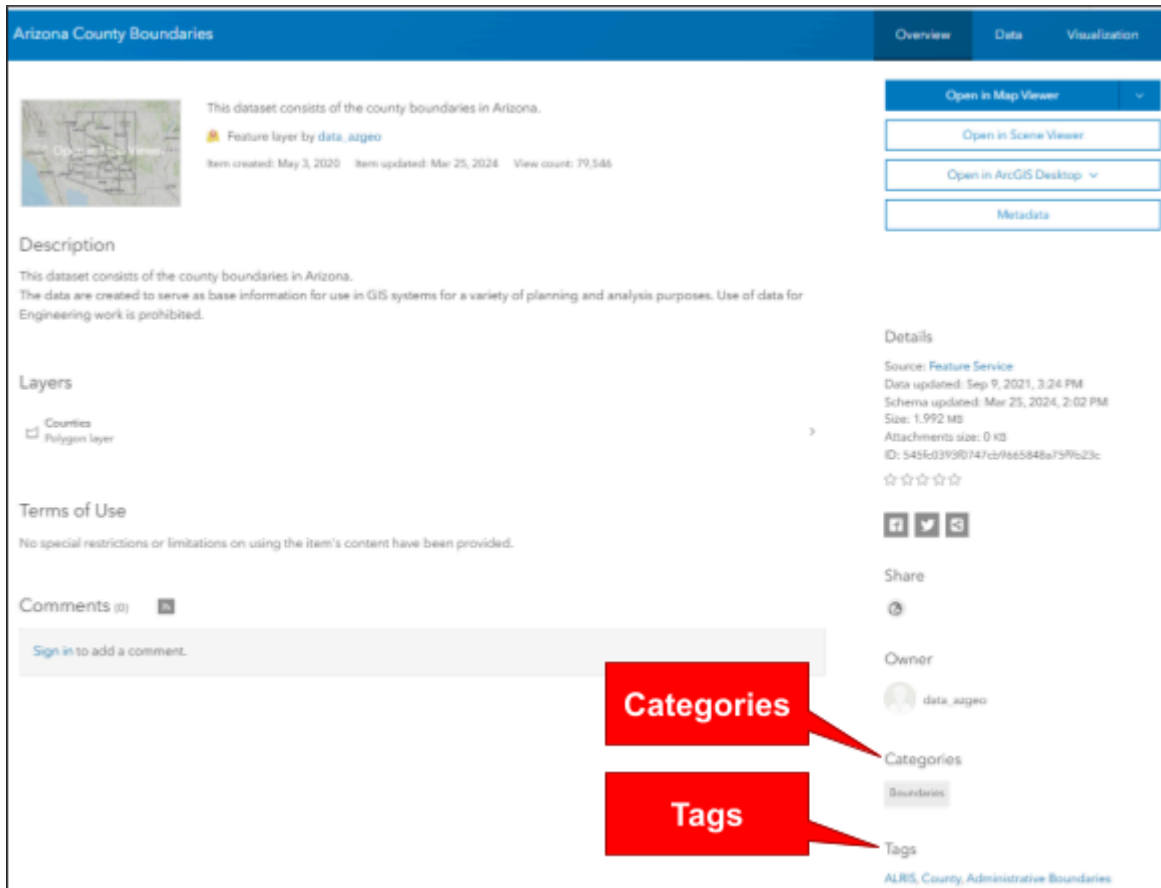 Arizona County Boundaries
Overview Data Visualization
This dataset consists of the county boundaries in Arizona.
Feature layer by data_azgeo
Item created: May 3, 2020 Item updated: Mar 25, 2024 View count: 79,546
Open in Map Viewer
Open in Scene Viewer
Open in ArcGIS Desktop
Metadata
Description
This dataset consists of the county boundaries in Arizona.
The data are created to serve as base information for use in GIS systems for a variety of planning and analysis purposes. Use of data for
Engineering work is prohibited.
Layers
Counties
Polygon layer
Terms of Use
No special restrictions or limitations on using the item's content have been provided.
Comments (0)
Sign in to add a comment.
Details
Source: Feature Service
Data updated: Sep 9, 2021, 3:24 PM
Schema updated: Mar 25, 2024, 2:02 PM
Size: 1.992 MB
Attachments size: 0 KB
ID:
Share
Owner
data_azgeo
Categories
Categories
Boundaries
Tags
Tags
ALRIS, County, Administrative Boundaries